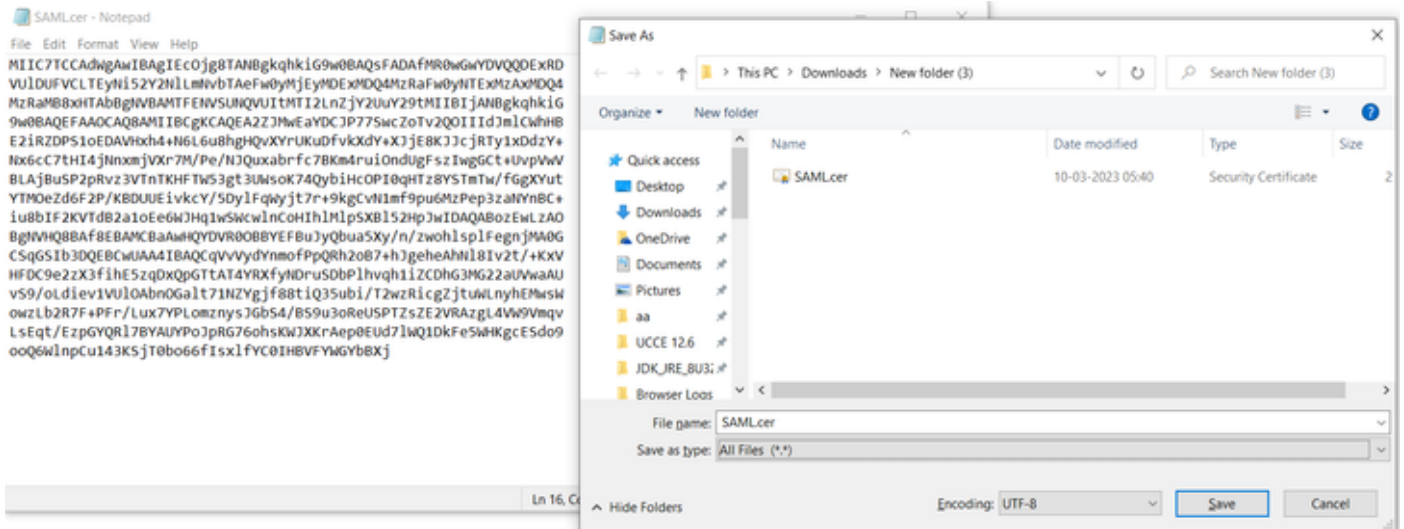 SAML.cer - Notepad
File Edit Format View Help
MIIC7TCCAdWgAwIBAgIEcOjg8TANBgkqhkiG9w0BAQsFADAfMR0wGwYDVQQDExRD
VUlDUFVCLTEyNi52Y2NlLmNvbTAeFw0yMjEyMDExMDQ4MzRaFw0yNTExMzAxMDQ4
MzRaMB8xHTAbBgNVBAMTFENVSUNQVUItMTI2LnZjY2UuY29tMIIBIjANBgkqhkiG
9w0BAQEFAAOCAQ8AMIIBCgKCAQEA2ZJMwEaYDCJP77SwcZoTv2QOIIIdJmlCWhHB
E2iRZDPS1oEDAVHxh4+N6L6u8hgHQvXYrUKuDfvkXdY+XJjE8KJJcjRTy1xDdzY+
Nx6cC7tHI4jNnxmjVXr7M/Pe/NJQuxabrfc7BKm4ruiOndUgFszIwgGCt+UvpVwV
BLAjBuSP2pRvz3VTnTKHFTW53gt3UWsoK74QybiHcOPI0qHTz8YSTmTw/fGgXYut
YTMOeZd6F2P/KBDUUEivkcY/5DylFqWyjt7r+9kgCvN1mf9pu6MzPep3zaNYnBC+
iu8bIF2KVTdB2a1oEe6WJHq1wSWcwlnCoHIhlMlpSXBl52HpJwIDAQABozEwLzAO
BgNVHQ8BAf8EBAMCBaAwHQYDVR0OBBYEFBuJyQbua5Xy/n/zwohlsplFegnjMA0G
CSqGSIb3DQEBCwUAA4IBAQCqVvVydYnmofPpQRh2oB7+hJgeheAhNl8Iv2t/+KxV
HFDC9e2zX3fihE5zqDxQpGTtAT4YRXfyNDruSDbPlhvqh1iZCDhG3MG22aUVwaAU
vS9/oLdiev1VUlOAbnOGalt71NZYgjf88tiQ35ubi/T2wzRicgZjtuWLnyhEMwsW
owzLb2R7F+PFr/Lux7YPLomznysJGbS4/BS9u3oReUSPTZsZE2VRAzgL4VW9Vmqv
LsEqt/EzpGYQRl7BYAUYPoJpRG76ohsKWJXKrAep0EUd7lWQ1DkFe5WHKgcESdo9
ooQ6WlnpCu143KSjT0bo66fIsxlfYC0IHBVFYWGYbBXj
Ln 16,
Save As
This PC > Downloads > New folder (3)
Search New folder (3)
Organize New folder
Name Date modified Type Size
Quick access
SAML.cer 10-03-2023 05:40 Security Certificate 2
Desktop
Downloads
OneDrive
Documents
Pictures
aa
UCCE 12.6
JDK_JRE_8U3
Browser Logs
File name: SAML.cer
Save as type: All Files (*.*)
Hide Folders Encoding: UTF-8 Save Cancel